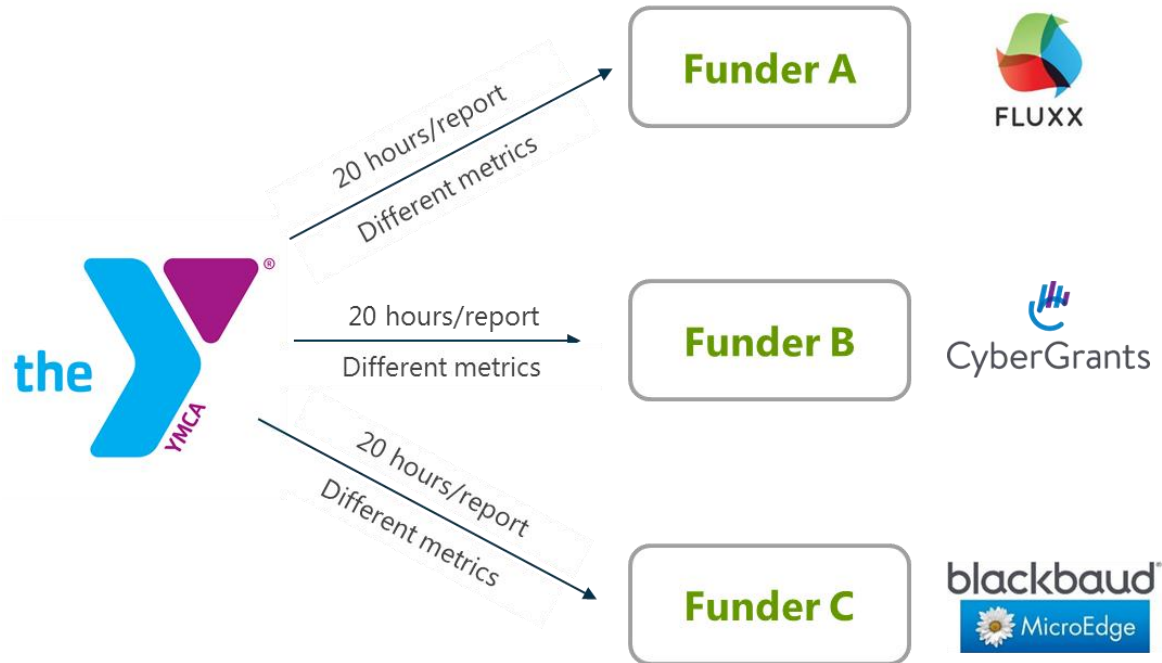 20 hours/report
Different metrics
Funder A
FLUXX
the
®
YMCA
20 hours/report
Different metrics
Funder B
CyberGrants
20 hours/report
Different metrics
Funder C
blackbaud®
MicroEdge